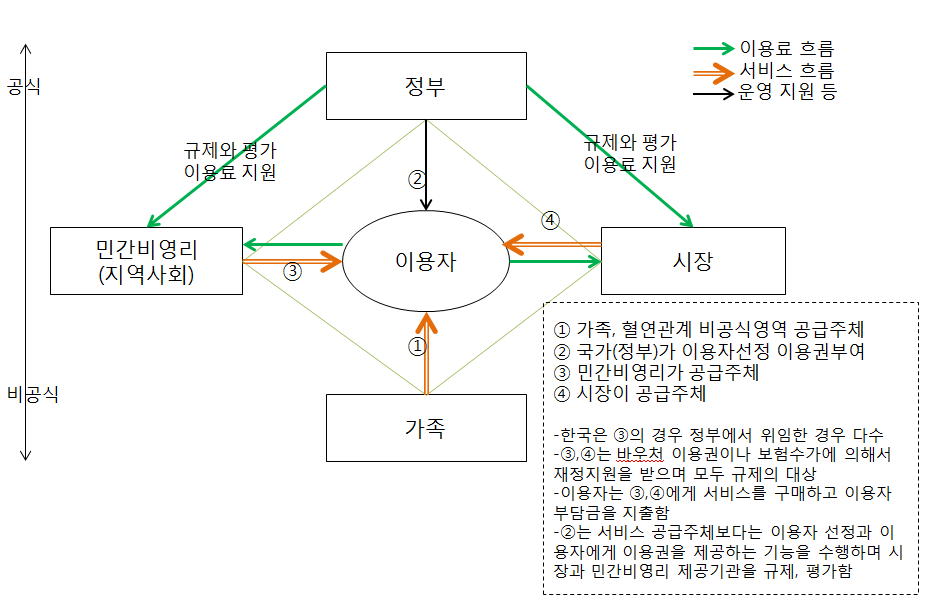 이용료 흐름
서비스 흐름
운영 지원 등
공식
정부
규제와 평가
이용료 지원
규제와 평가
이용료 지원
②
④
민간비영리
(지역사회)
③
이용자
시장
①
비공식
가족
① 가족, 혈연관계 비공식영역 공급주체
② 국가(정부)가 이용자선정 이용권부여
③ 민간비영리가 공급주체
④ 시장이 공급주체
-한국은 ③의 경우 정부에서 위임한 경우 다수
-③,④는 바우처 이용권이나 보험수가에 의해서
재정지원을 받으며 모두 규제의 대상
-이용자는 ③,④에게 서비스를 구매하고 이용자
부담금을 지출함
-②는 서비스 공급주체보다는 이용자 선정과 이
용자에게 이용권을 제공하는 기능을 수행하며 시
장과 민간비영리 제공기관을 규제, 평가함